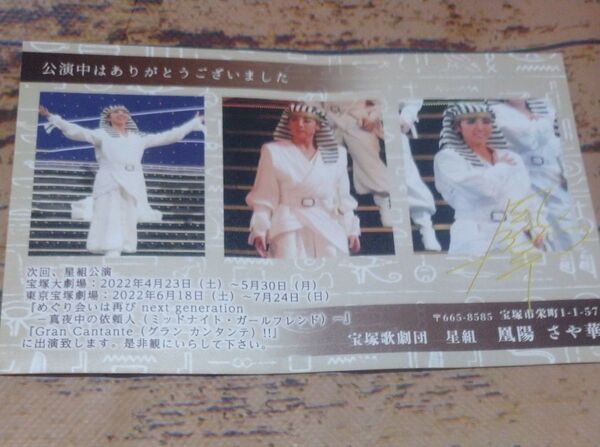 公演中はありがとうございました
次回、星組公演
宝塚大劇場：2022年4月23日（土）～5月30日（月）
東京宝塚劇場：2022年6月18日（土）～7月24日（日）
『めぐり会いは再び next generation
－真夜中の依頼人（ミッドナイト・ガールフレンド）－』
『Gran Cantante（グラン カンタンテ）!!』
に出演致します。是非観にいらして下さい。
〒665-8585 宝塚市栄町1-1-57
宝塚歌劇団 星組 凰陽 さや華